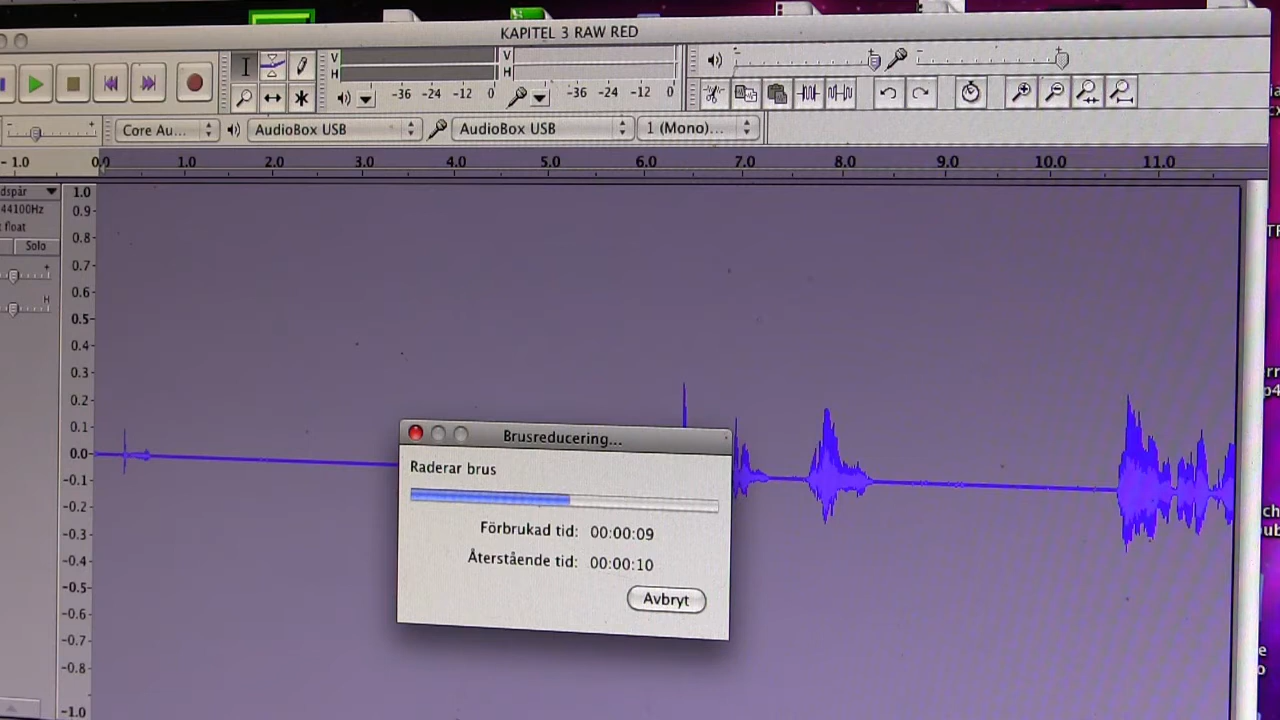 KAPITEL 3 RAW RED
V
H
-36 -24 -12 0
V
H
-36 -24 -12 0
Core Au...
AudioBox USB
AudioBox USB
1 (Mono)...
- 1.0 0.0 1.0 2.0 3.0 4.0 5.0 6.0 7.0 8.0 9.0 10.0 11.0
dspår
44100Hz
float
Solo
H
1.0
0.9
0.8
0.7
0.6
0.5
0.4
0.3
0.2
0.1
0.0
-0.1
-0.2
-0.3
-0.4
-0.5
-0.6
-0.7
-0.8
-1.0
Brusreducering...
Raderar brus
Förbrukad tid: 00:00:09
Återstående tid: 00:00:10
Avbryt